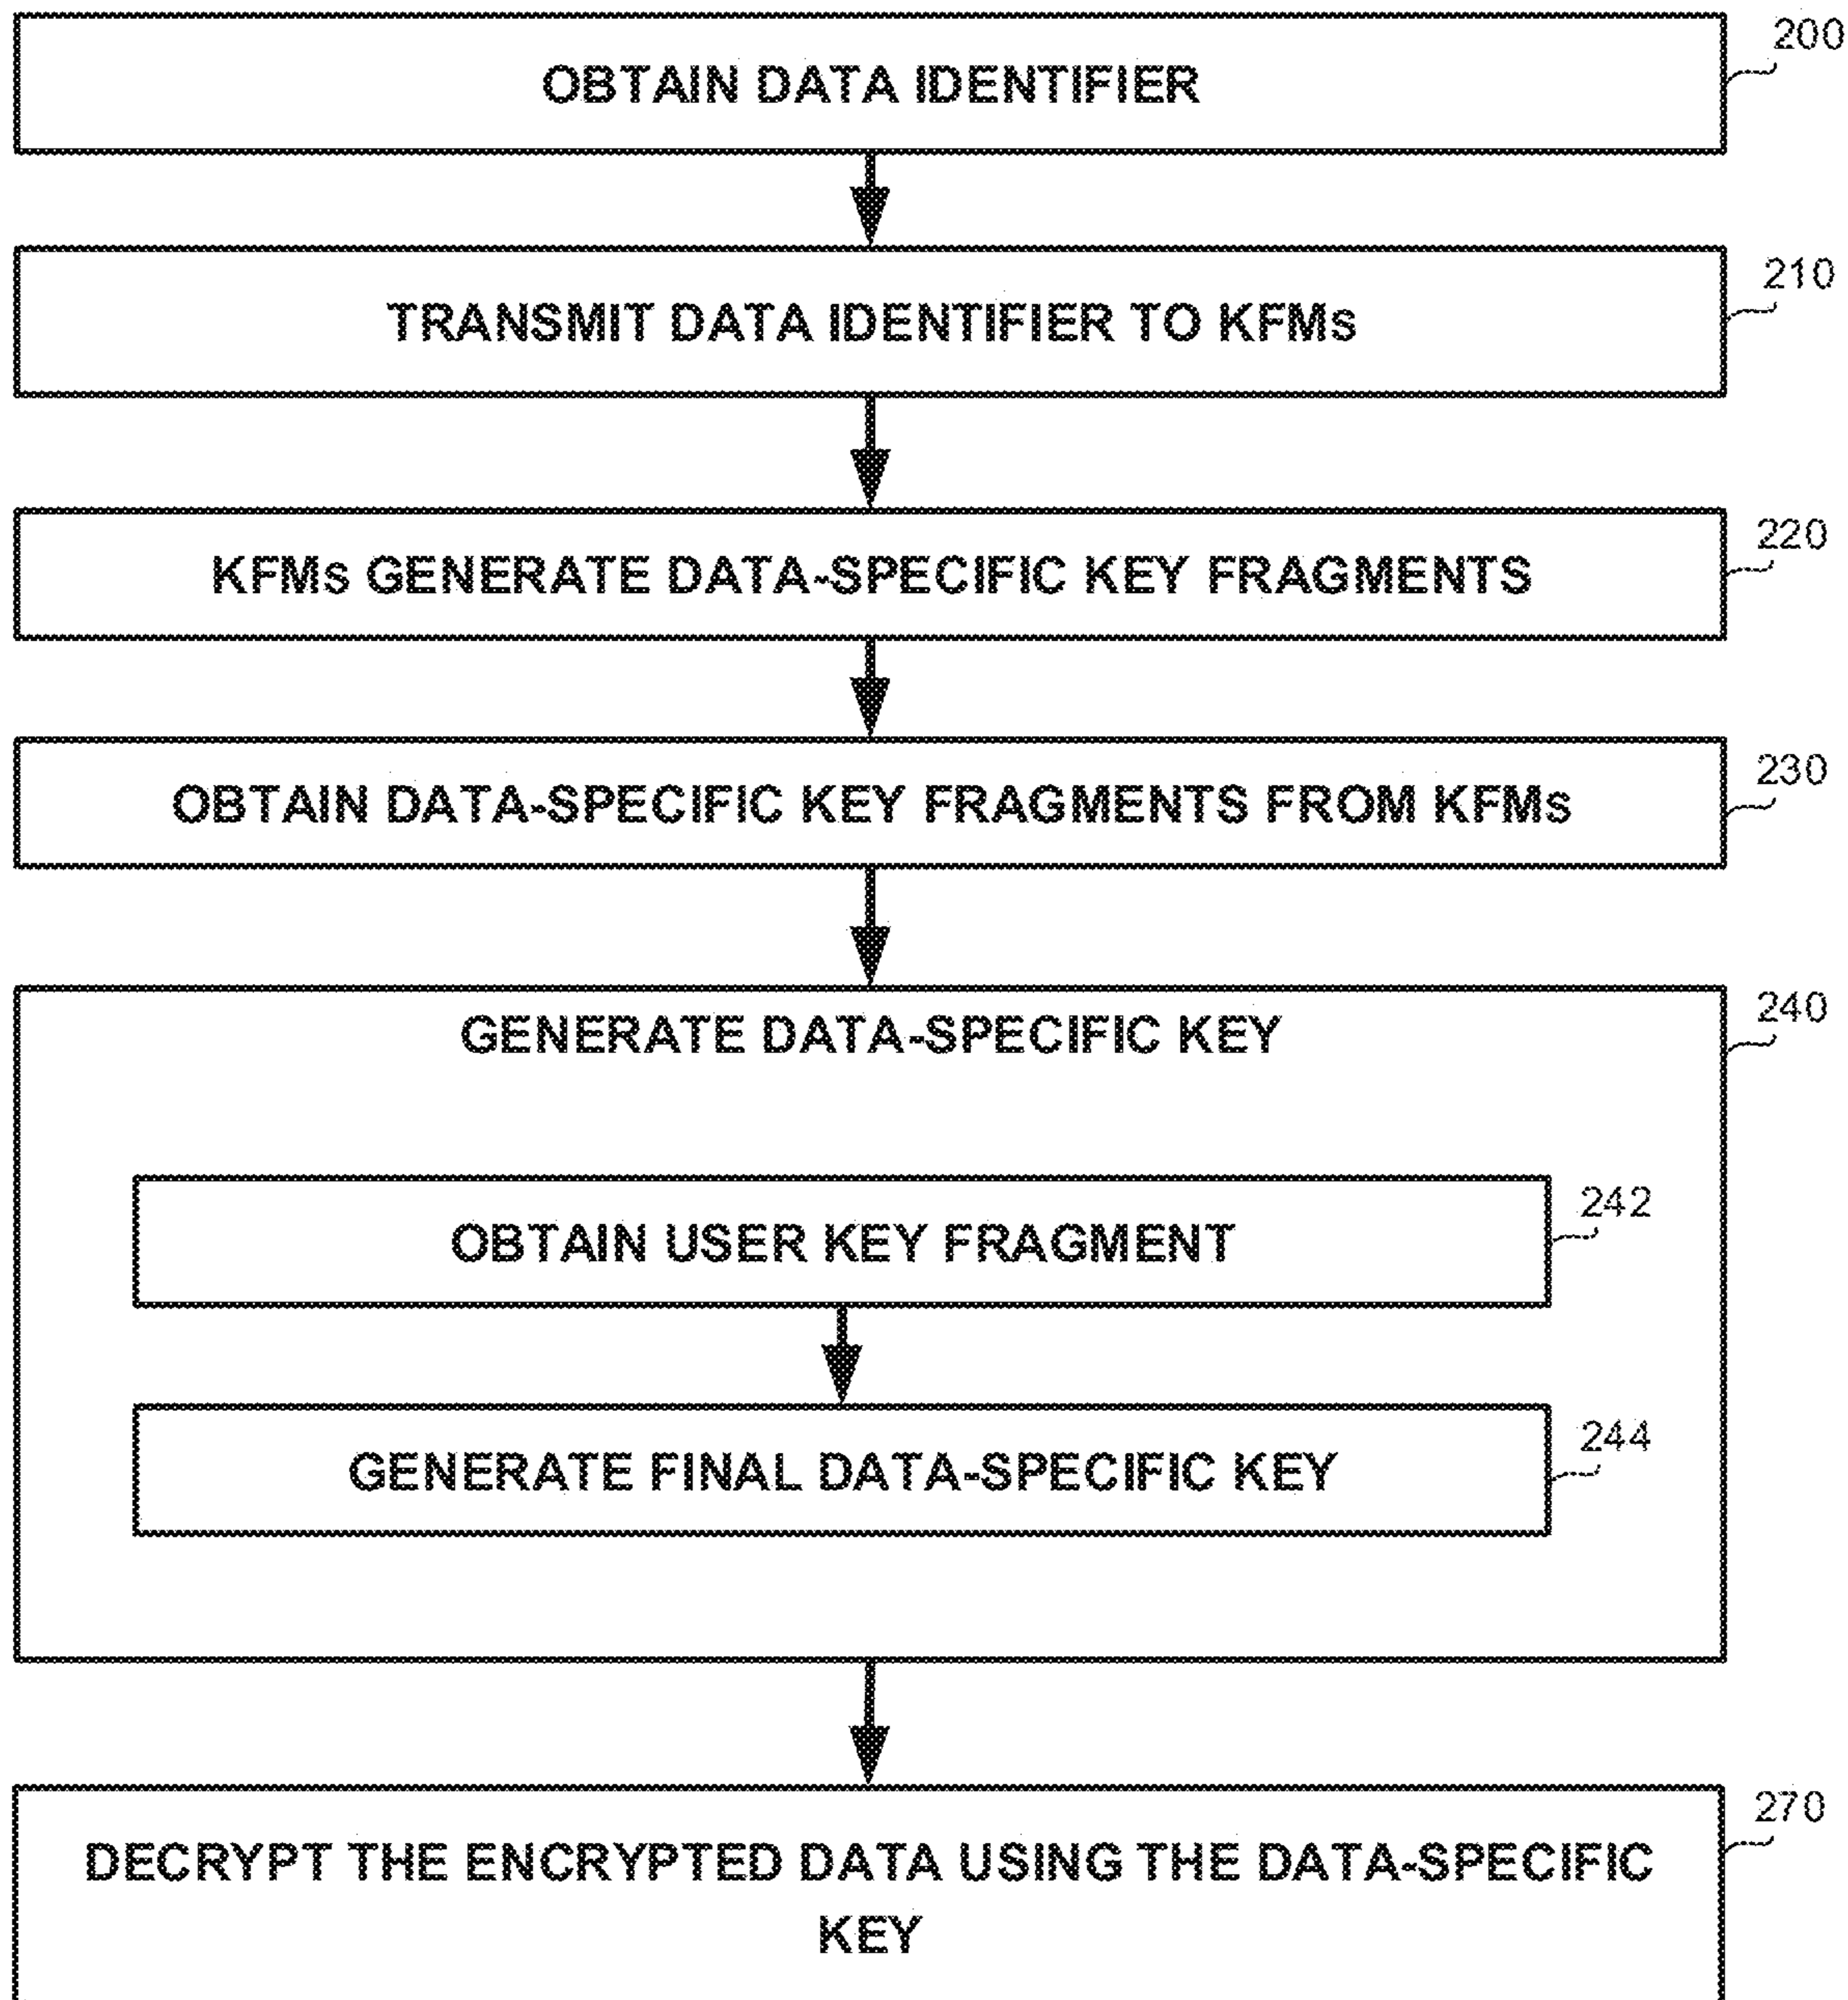 200
OBTAIN DATA IDENTIFIER
210
TRANSMIT DATA IDENTIFIER TO KFMs
220
KFMs GENERATE DATA-SPECIFIC KEY FRAGMENTS
230
OBTAIN DATA-SPECIFIC KEY FRAGMENTS FROM KFMs
240
GENERATE DATA-SPECIFIC KEY
242
OBTAIN USER KEY FRAGMENT
244
GENERATE FINAL DATA-SPECIFIC KEY
270
DECRYPT THE ENCRYPTED DATA USING THE DATA-SPECIFIC
KEY